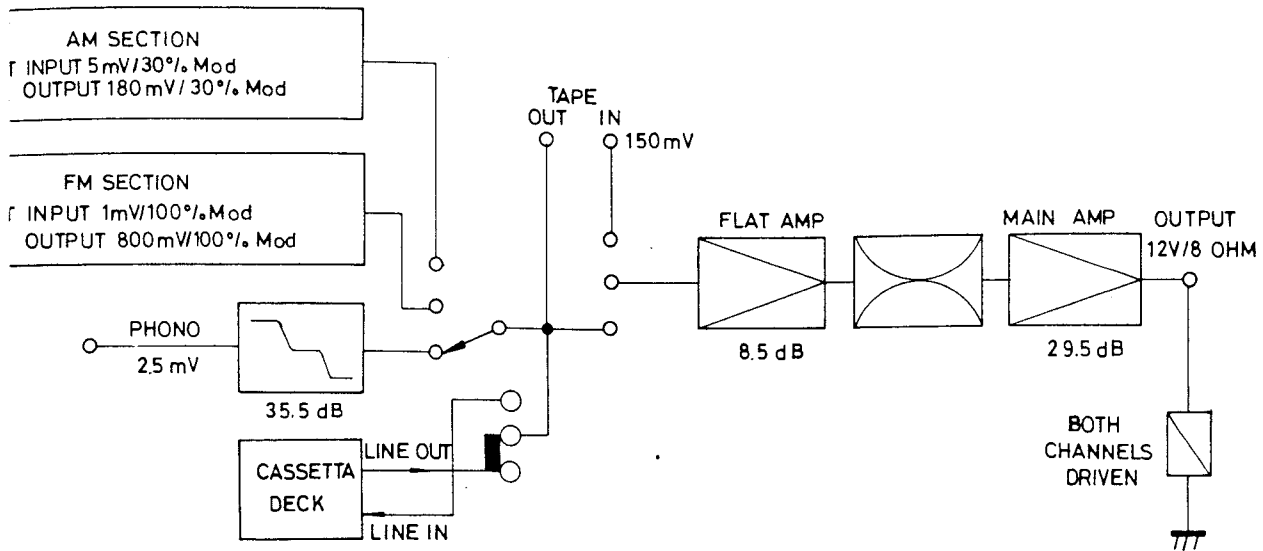 AM SECTION
T INPUT 5mV/30°/. Mod
OUTPUT 180mV/30°/. Mod
FM SECTION
T INPUT 1mV/100°/. Mod
OUTPUT 800mV/100°/. Mod
TAPE
OUT IN
150mV
PHONO
2.5 mV
35.5 dB
CASSETTA
DECK
LINE OUT
LINE IN
FLAT AMP
8.5 dB
MAIN AMP
29.5 dB
OUTPUT
12V/8 OHM
BOTH
CHANNELS
DRIVEN